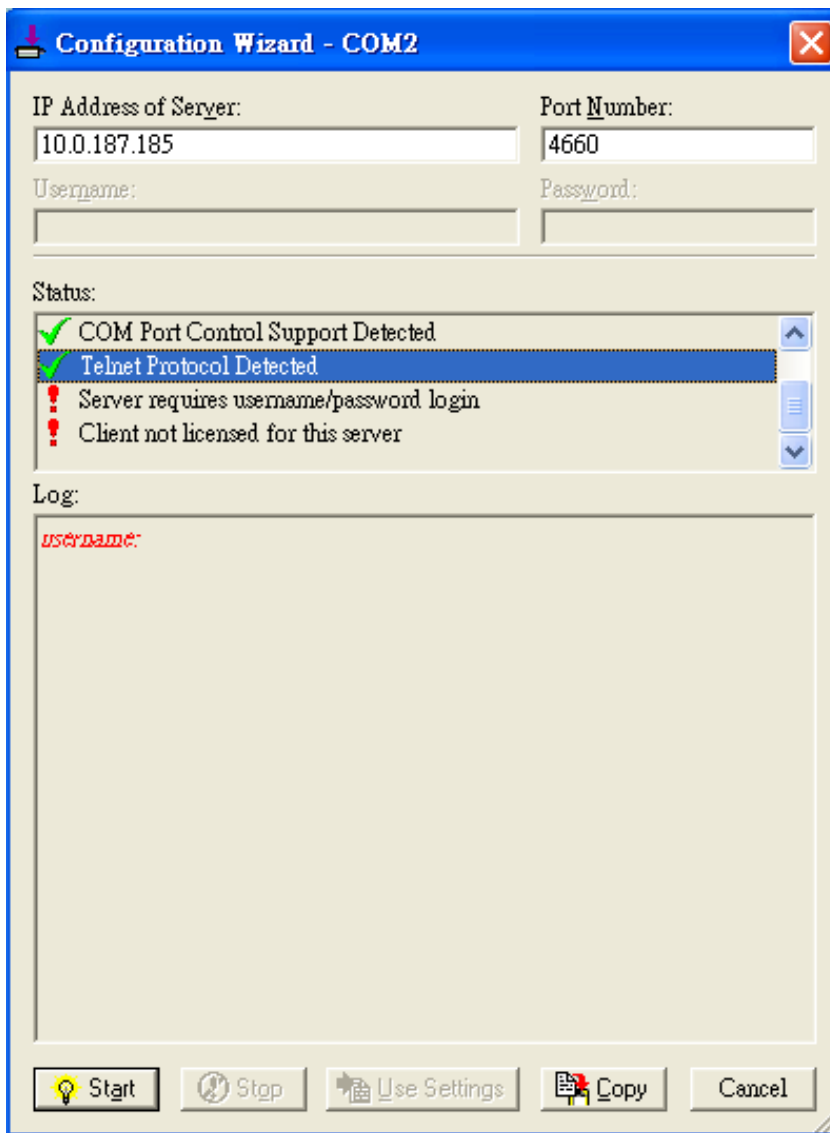 Configuration Wizard - COM2
IP Address of Server: Port Number:
10.0.187.185 4660
Username: Password:
Status:
COM Port Control Support Detected
Telnet Protocol Detected
Server requires username/password login
Client not licensed for this server
Log:
username:
Start Stop Use Settings Copy Cancel